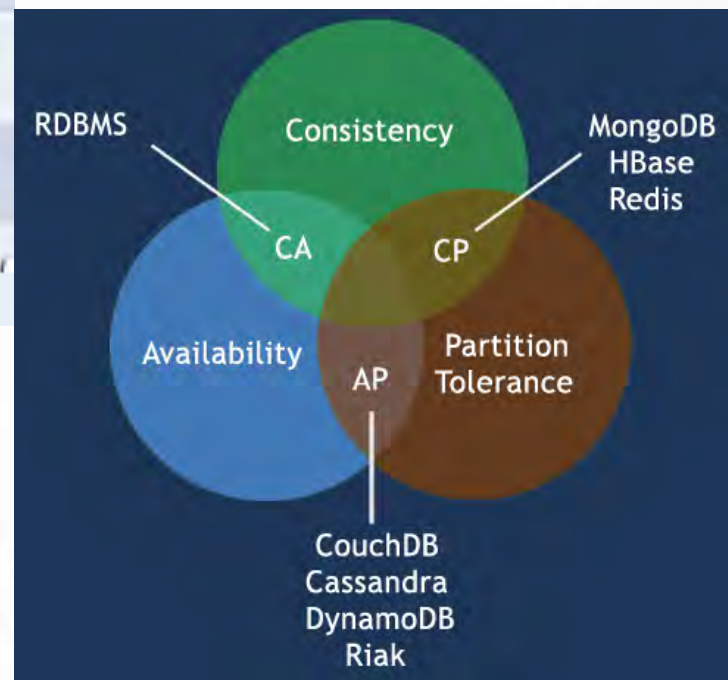 RDBMS
Consistency
MongoDB
HBase
Redis
CA
CP
Availability
Partition
Tolerance
AP
CouchDB
Cassandra
DynamoDB
Riak